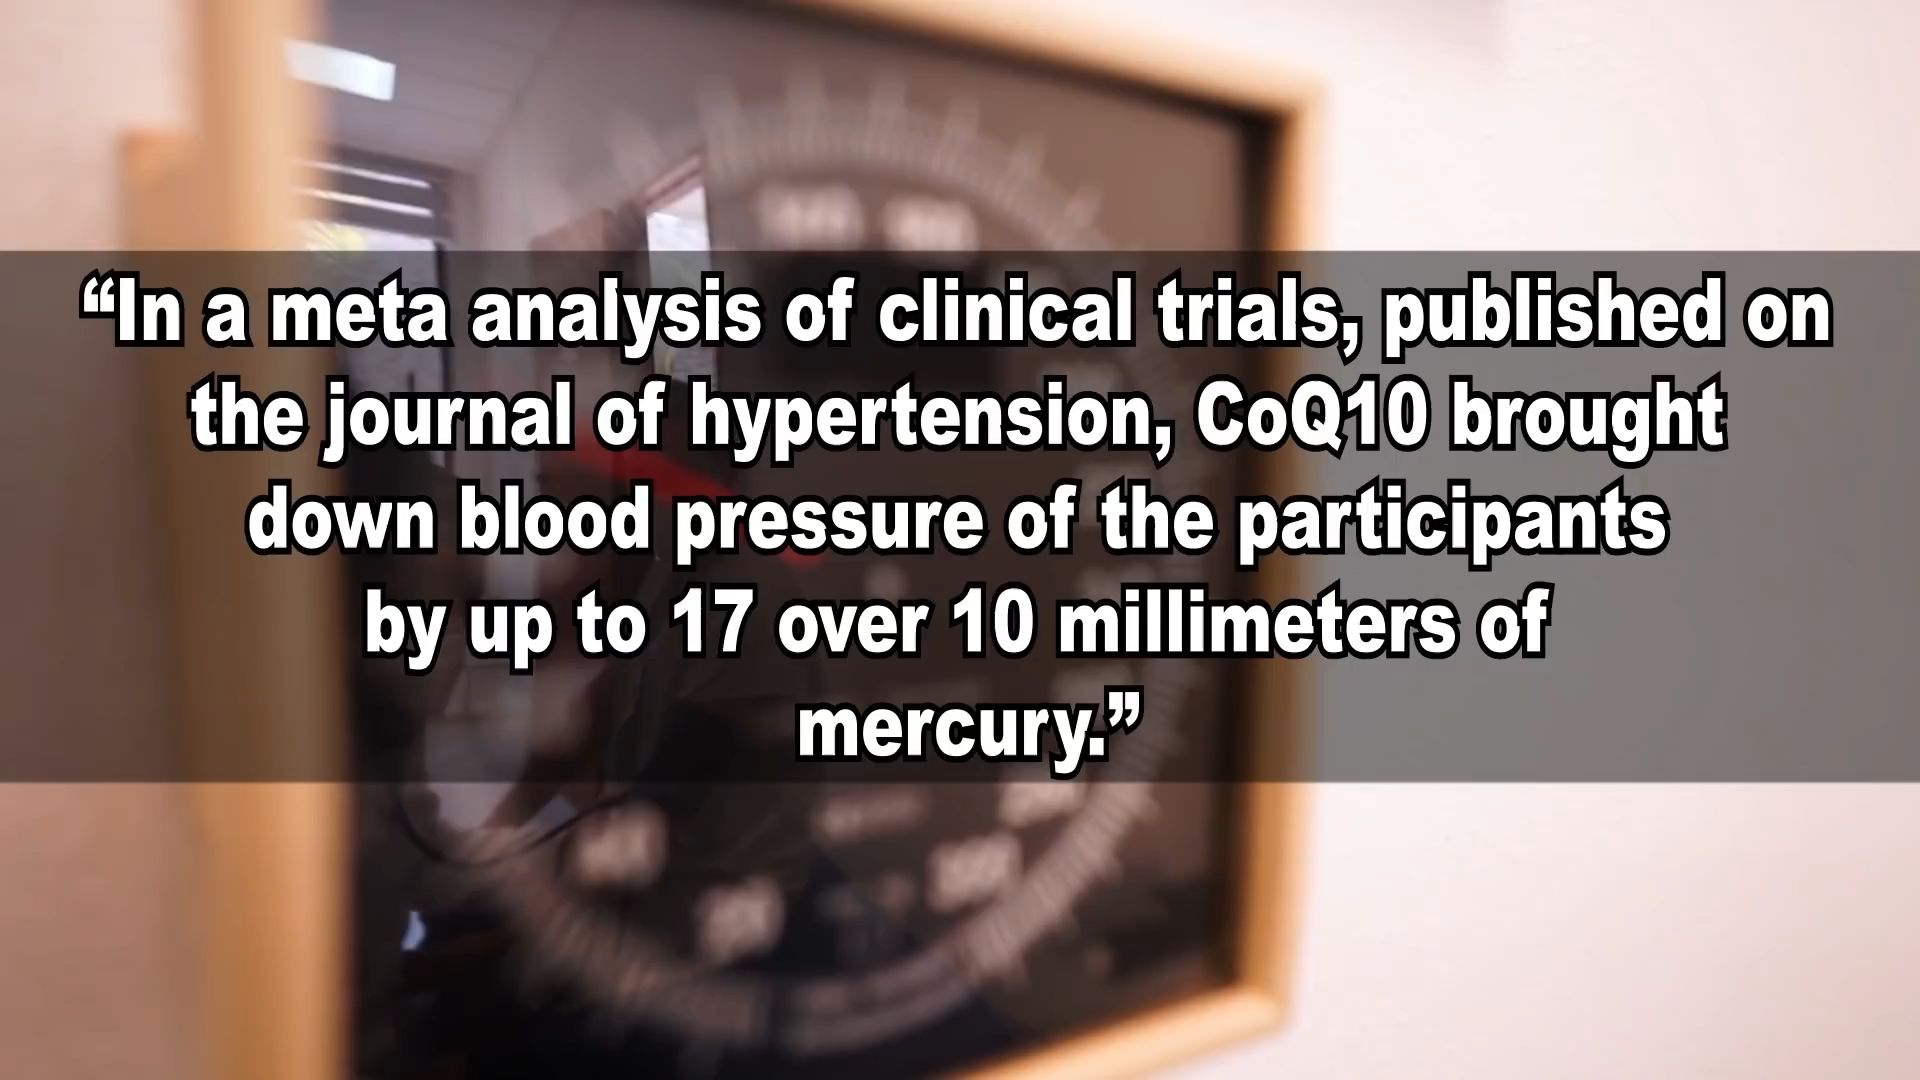 “In a meta analysis of clinical trials, published on
the journal of hypertension, CoQ10 brought
down blood pressure of the participants
by up to 17 over 10 millimeters of
mercury.”